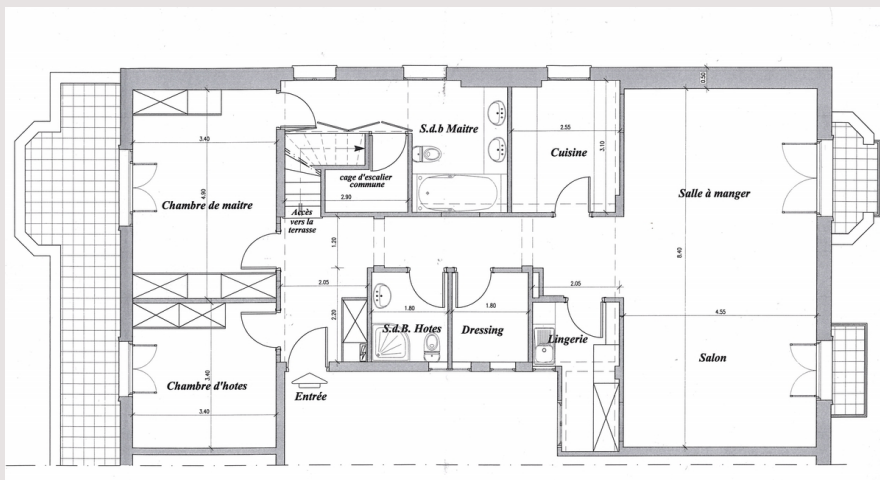 0.50
3.40
S.d.b Maitre
2.55
3.10
Cuisine
cage d'escalier
commune
4.90
Chambre de maitre
2.90
Salle à manger
Accès
vers la
terrasse
1.20
8.40
2.05
2.05
1.80
1.80
4.55
2.20
S.d.B. Hotes
Dressing
Lingerie
Salon
3.40
Chambre d'hotes
Entrée
3.40